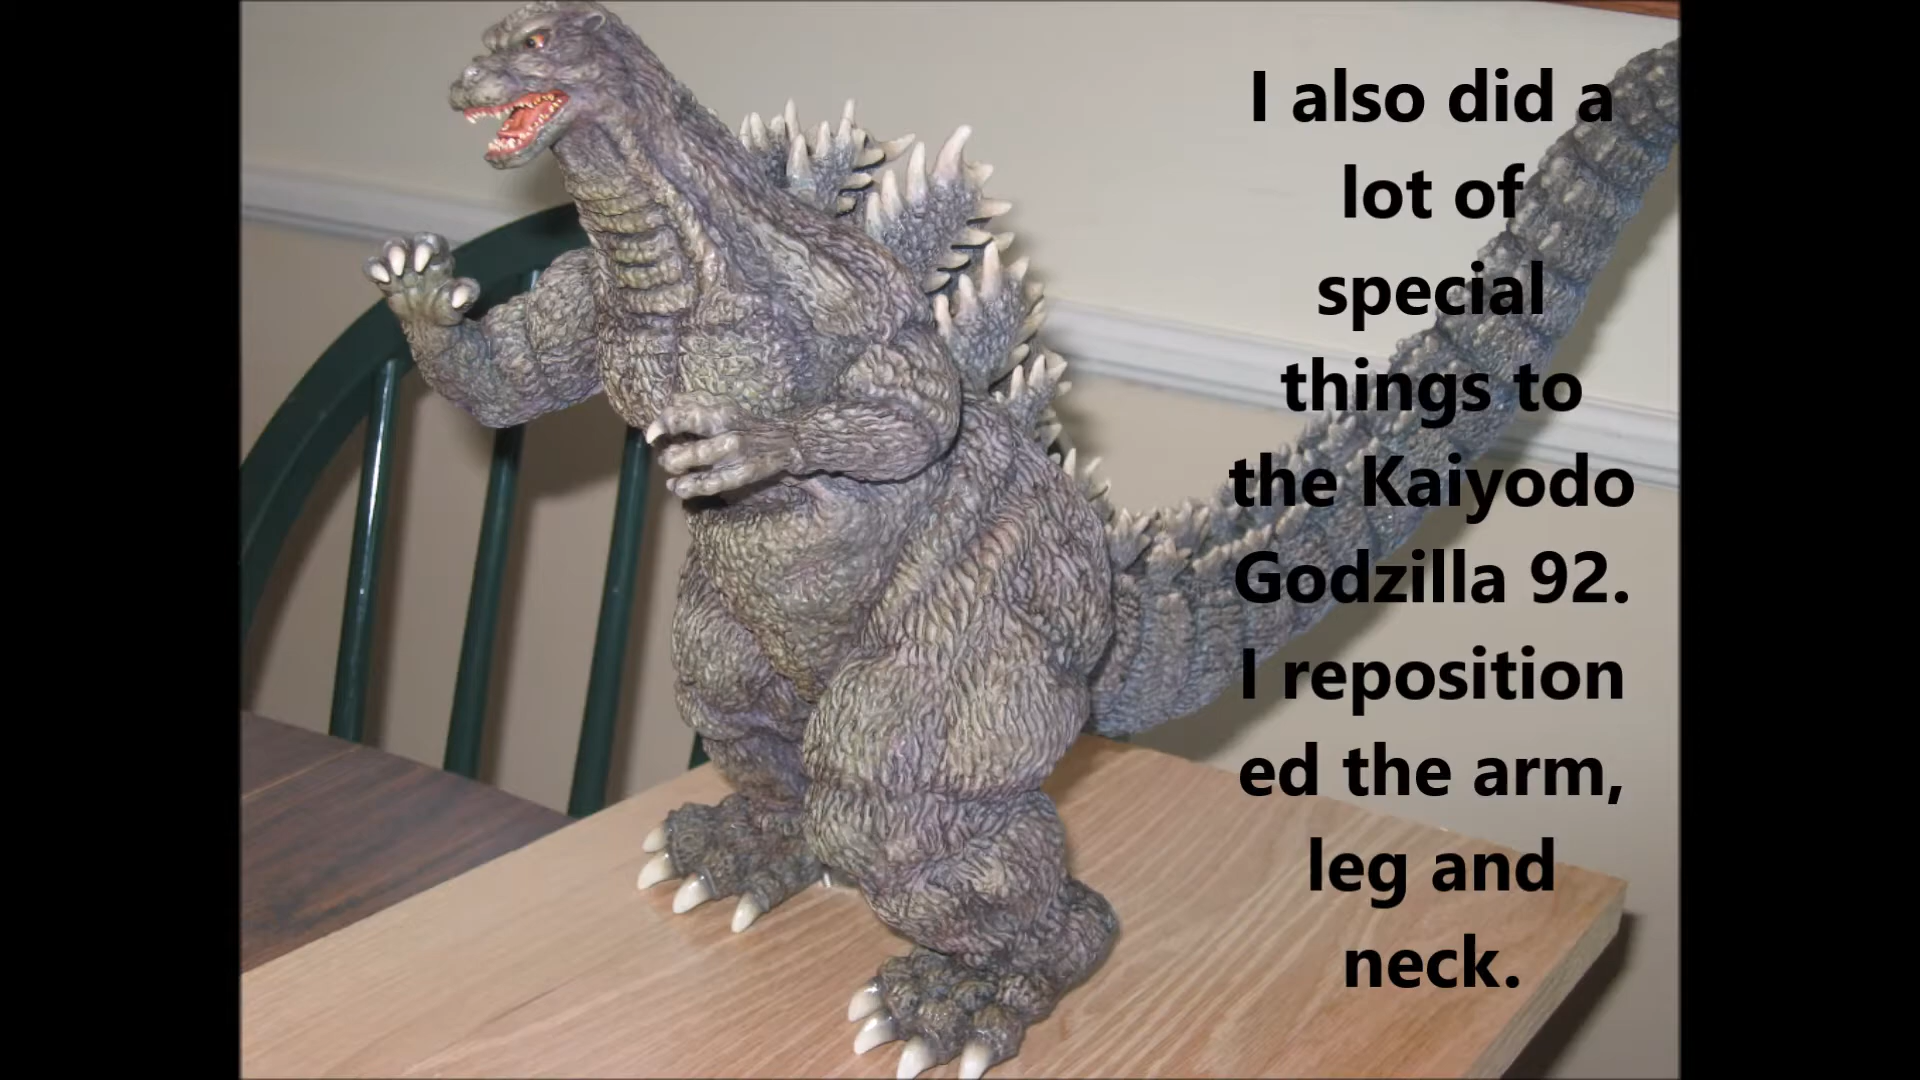 I also did a
lot of
special
things to
the Kaiyodo
Godzilla 92.
I reposition
ed the arm,
leg and
neck.